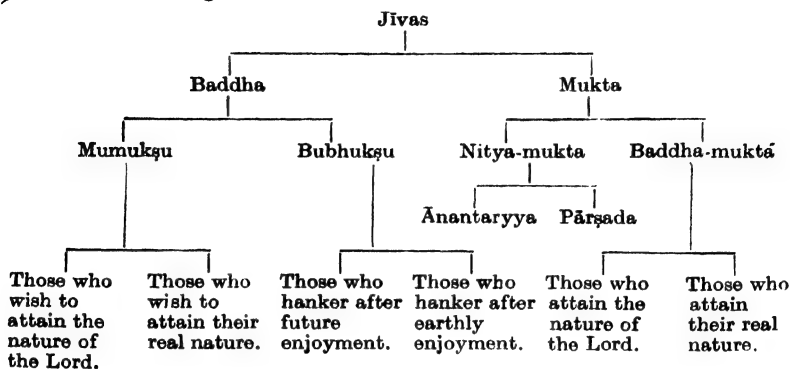 Jīvas
Baddha Mukta
Mumukṣu Bubhukṣu Nitya-mukta Baddha-mukta
Ānantaryya Pārṣada
Those who
wish to
attain the
nature of
the Lord.
Those who
wish to
attain their
real nature.
Those who
hanker after
future
enjoyment.
Those who
hanker after
earthly
enjoyment.
Those who
attain the
nature of
the Lord.
Those who
attain
their real
nature.